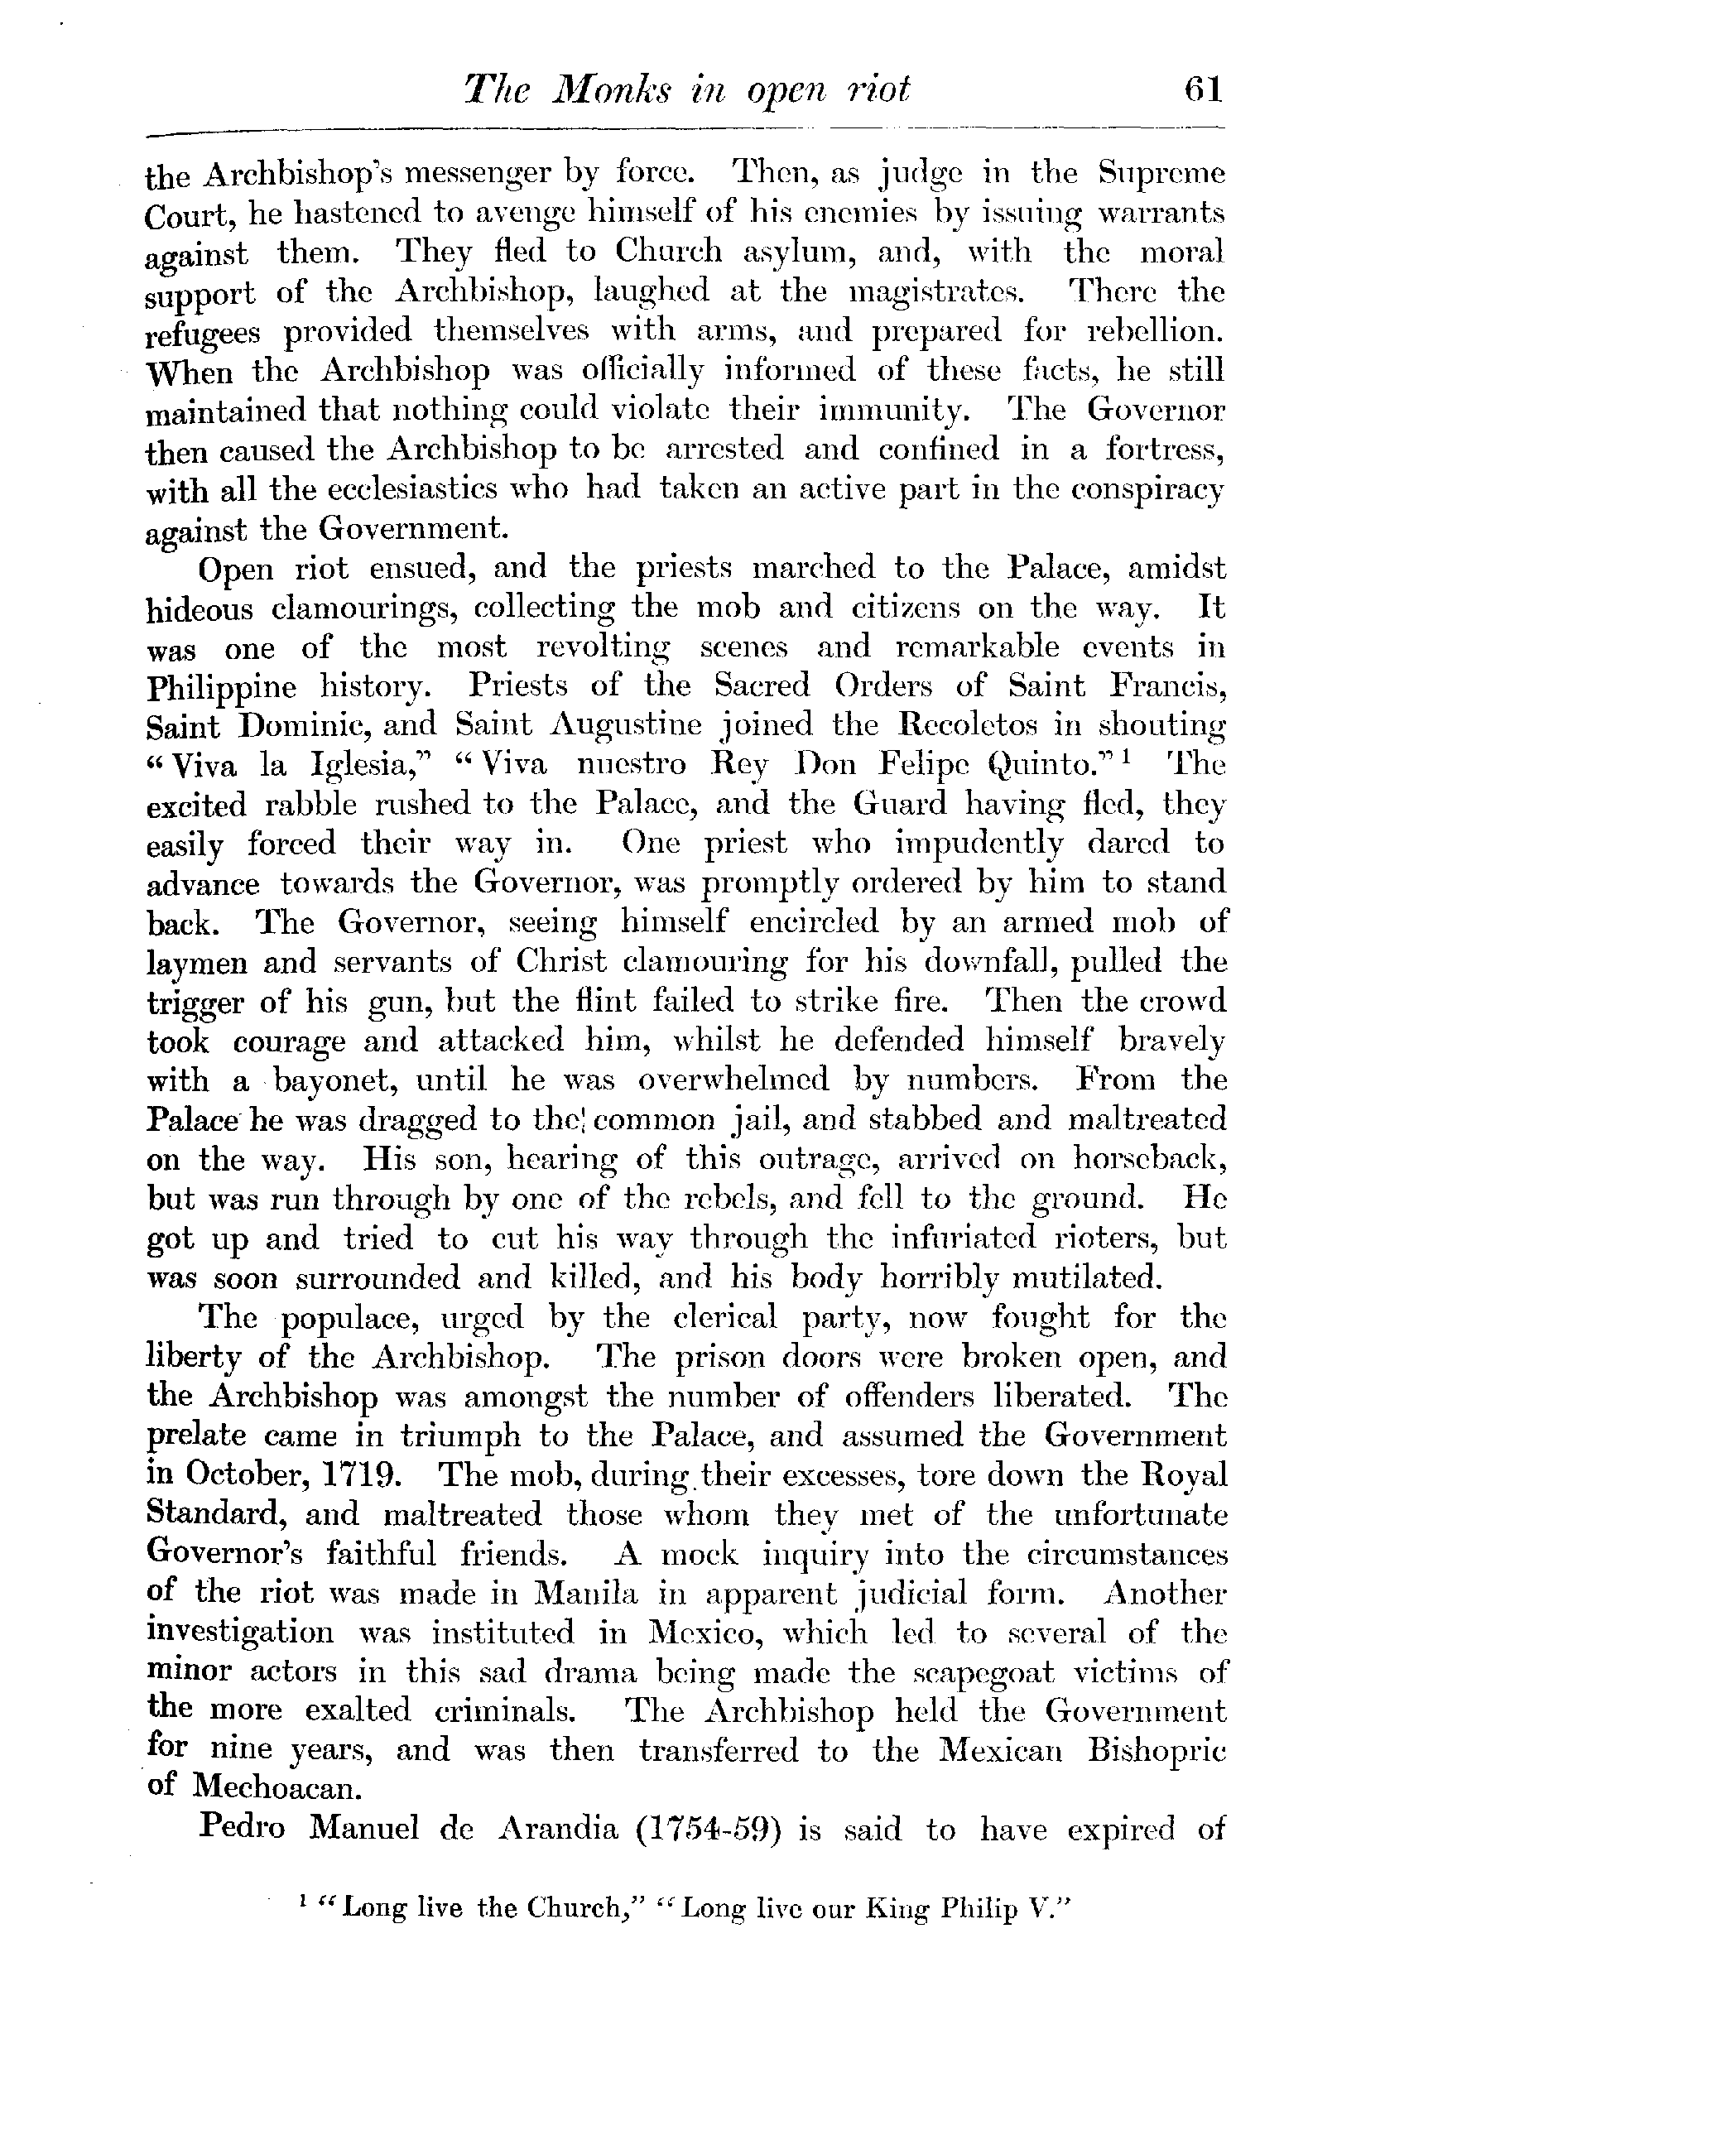 The Monks in open riot 61
the Archbishop's messenger by force. Then, as judge in the Supreme
Court, he hastened to avenge himself of his enemies by issuing warrants
against them. They fled to Church asylum, and, with the moral
support of the Archbishop, laughed at the magistrates. There the
refugees provided themselves with arms, and prepared for rebellion.
When the Archbishop was officially informed of these facts, he still
maintained that nothing could violate their immunity. The Governor
then caused the Archbishop to be arrested and confined in a fortress,
with all the ecclesiastics who had taken an active part in the conspiracy
against the Government.
Open riot ensued, and the priests marched to the Palace, amidst
hideous clamourings, collecting the mob and citizens on the way. It
was one of the most revolting scenes and remarkable events in
Philippine history. Priests of the Sacred Orders of Saint Francis,
Saint Dominic, and Saint Augustine joined the Recoletos in shouting
“Viva la Iglesia,” “Viva nuestro Rey Don Felipe Quinto.” 1 The
excited rabble rushed to the Palace, and the Guard having fled, they
easily forced their way in. One priest who impudently dared to
advance towards the Governor, was promptly ordered by him to stand
back. The Governor, seeing himself encircled by an armed mob of
laymen and servants of Christ clamouring for his downfall, pulled the
trigger of his gun, but the flint failed to strike fire. Then the crowd
took courage and attacked him, whilst he defended himself bravely
with a bayonet, until he was overwhelmed by numbers. From the
Palace he was dragged to the common jail, and stabbed and maltreated
on the way. His son, hearing of this outrage, arrived on horseback,
but was run through by one of the rebels, and fell to the ground. He
got up and tried to cut his way through the infuriated rioters, but
was soon surrounded and killed, and his body horribly mutilated.
The populace, urged by the clerical party, now fought for the
liberty of the Archbishop. The prison doors were broken open, and
the Archbishop was amongst the number of offenders liberated. The
prelate came in triumph to the Palace, and assumed the Government
in October, 1719. The mob, during their excesses, tore down the Royal
Standard, and maltreated those whom they met of the unfortunate
Governor's faithful friends. A mock inquiry into the circumstances
of the riot was made in Manila in apparent judicial form. Another
investigation was instituted in Mexico, which led to several of the
minor actors in this sad drama being made the scapegoat victims of
the more exalted criminals. The Archbishop held the Government
for nine years, and was then transferred to the Mexican Bishopric
of Mechoacan.
Pedro Manuel de Arandia (1754-59) is said to have expired of
1 “Long live the Church,” “Long live our King Philip V.”